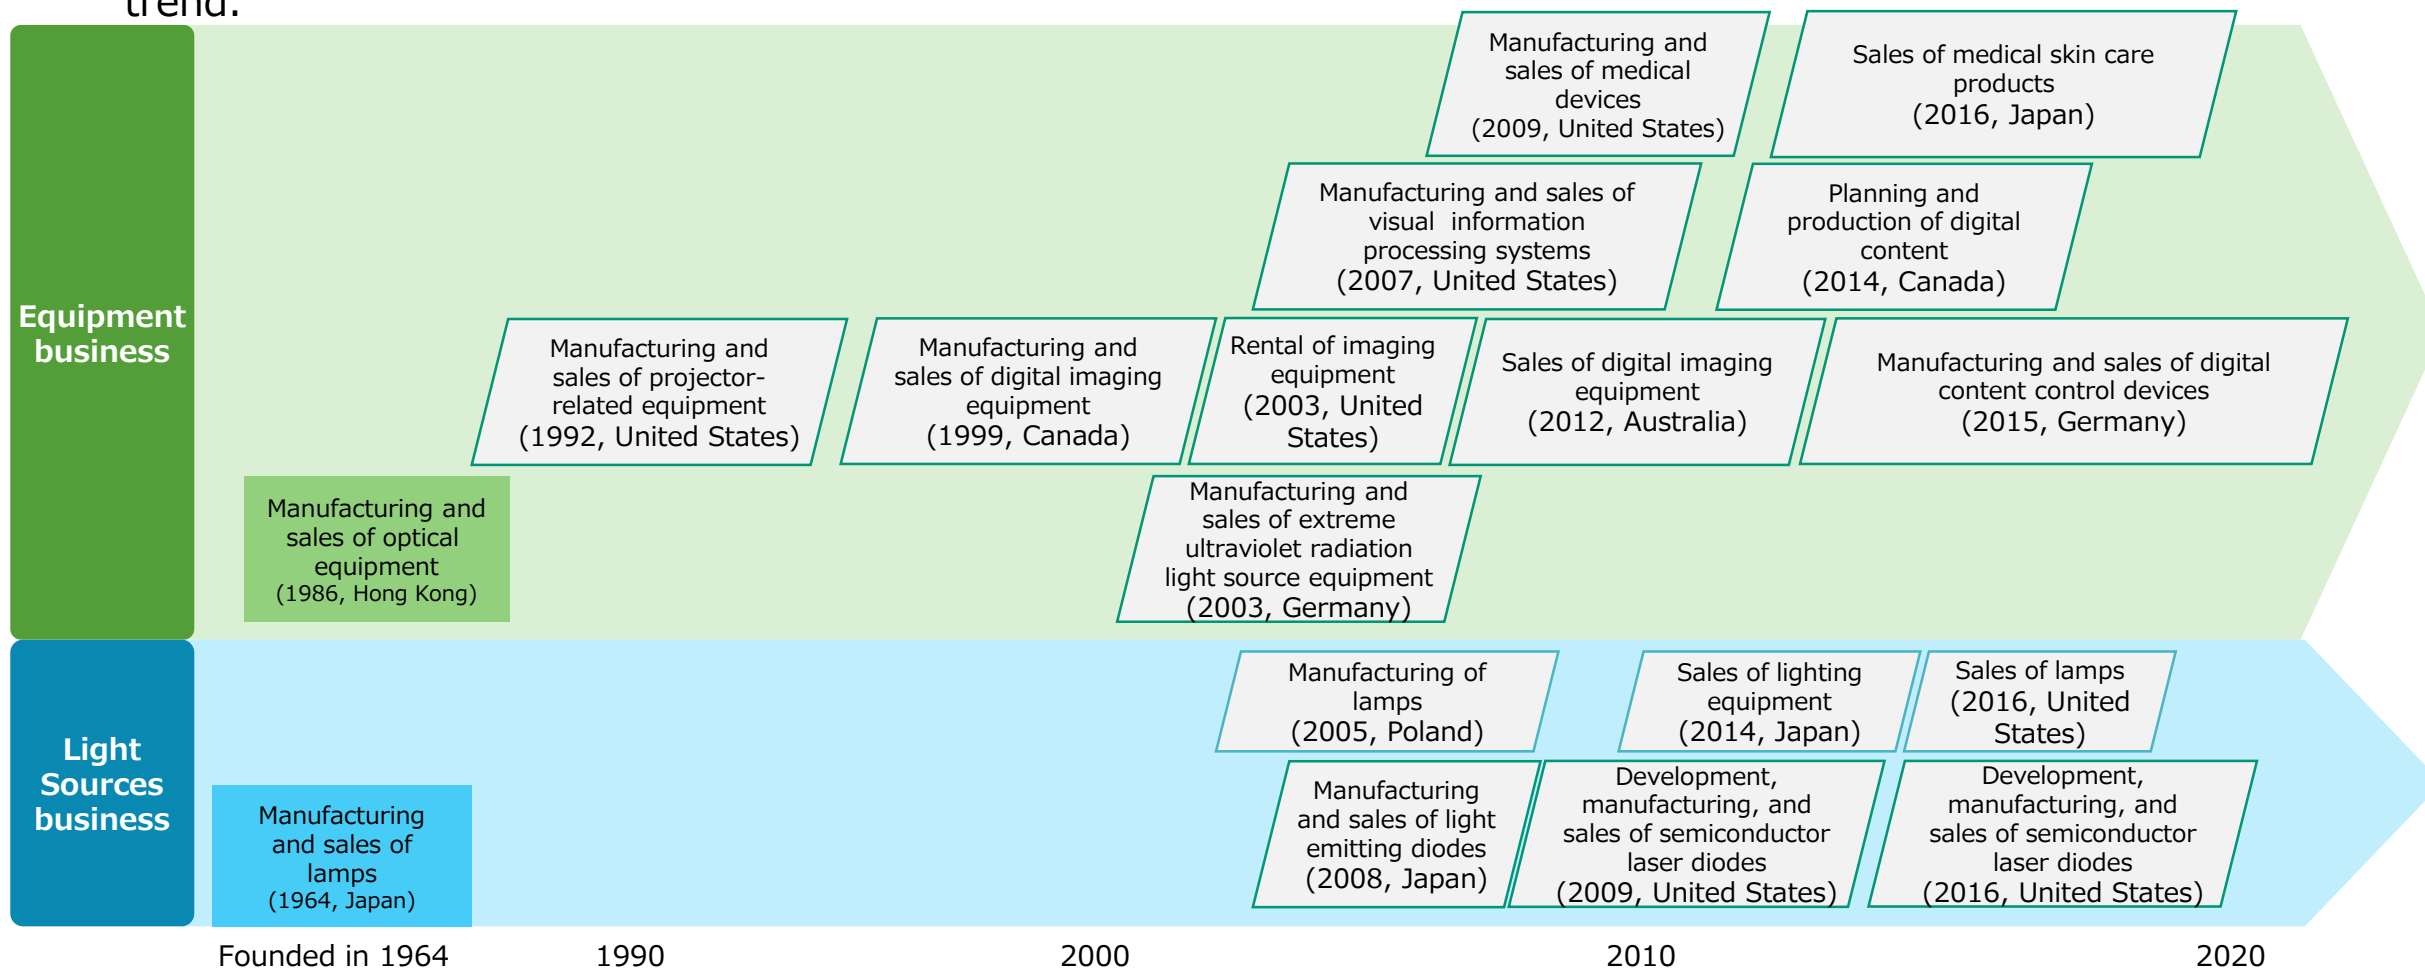 trend.
Equipment
business
Manufacturing and
sales of medical
devices
(2009, United States)
Sales of medical skin care
products
(2016, Japan)
Manufacturing and sales of
visual  information
processing systems
(2007, United States)
Planning and
production of digital
content
(2014, Canada)
Manufacturing and
sales of projector-
related equipment
(1992, United States)
Manufacturing and
sales of digital imaging
equipment
(1999, Canada)
Rental of imaging
equipment
(2003, United
States)
Sales of digital imaging
equipment
(2012, Australia)
Manufacturing and sales of digital
content control devices
(2015, Germany)
Manufacturing and
sales of optical
equipment
(1986, Hong Kong)
Manufacturing and
sales of extreme
ultraviolet radiation
light source equipment
(2003, Germany)
Light
Sources
business
Manufacturing of
lamps
(2005, Poland)
Sales of lighting
equipment
(2014, Japan)
Sales of lamps
(2016, United
States)
Manufacturing
and sales of
lamps
(1964, Japan)
Manufacturing
and sales of light
emitting diodes
(2008, Japan)
Development,
manufacturing, and
sales of semiconductor
laser diodes
(2009, United States)
Development,
manufacturing, and
sales of semiconductor
laser diodes
(2016, United States)
Founded in 1964
1990
2000
2010
2020